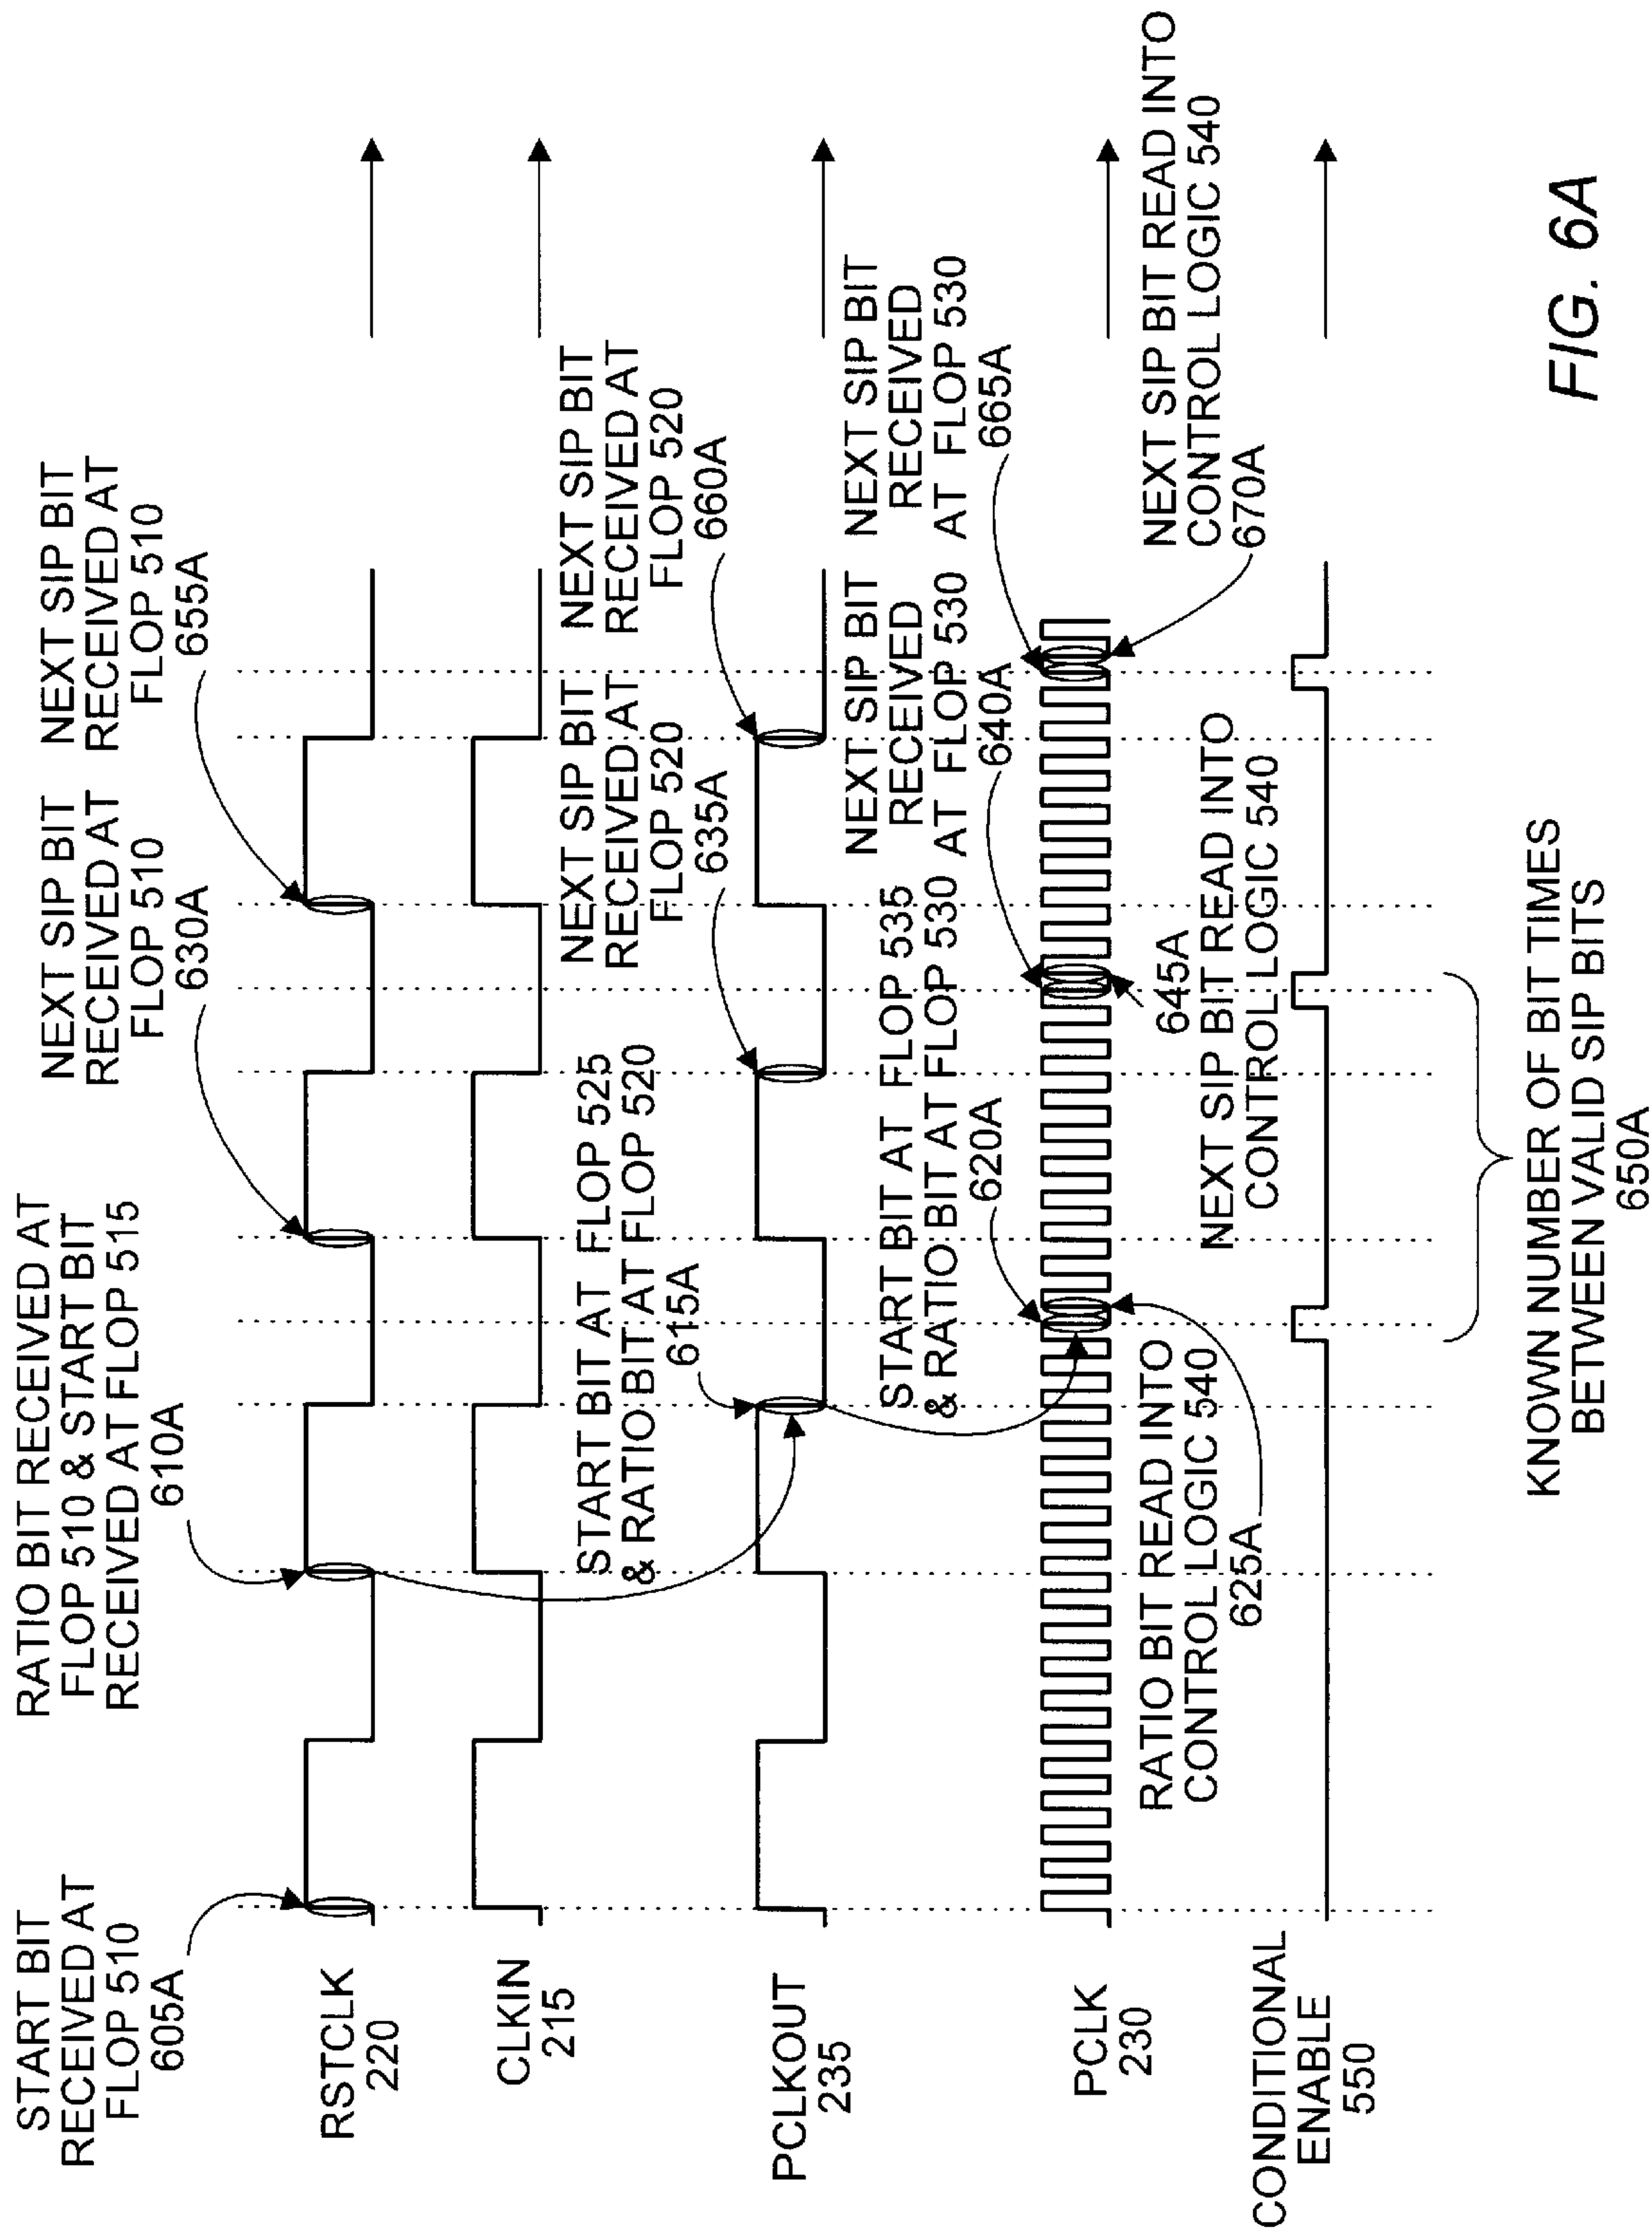 START BIT
RECEIVED AT
FLOP 510
605A
RATIO BIT RECEIVED AT
FLOP 510 & START BIT
RECEIVED AT FLOP 515
610A
NEXT SIP BIT
RECEIVED AT
FLOP 510
630A
NEXT SIP BIT
RECEIVED AT
FLOP 510
655A
RSTCLK
220
CLKIN
215
START BIT AT FLOP 525
& RATIO BIT AT FLOP 520
615A
NEXT SIP BIT
RECEIVED AT
FLOP 520
635A
NEXT SIP BIT
RECEIVED AT
FLOP 520
660A
PCLKOUT
235
START BIT AT FLOP 535
& RATIO BIT AT FLOP 530
620A
NEXT SIP BIT
RECEIVED
AT FLOP 530
640A
NEXT SIP BIT
RECEIVED
AT FLOP 530
665A
PCLK
230
RATIO BIT READ INTO
CONTROL LOGIC 540
625A
645A
NEXT SIP BIT READ INTO
CONTROL LOGIC 540
NEXT SIP BIT READ INTO
CONTROL LOGIC 540
670A
CONDITIONAL
ENABLE
550
KNOWN NUMBER OF BIT TIMES
BETWEEN VALID SIP BITS
650A
FIG. 6A